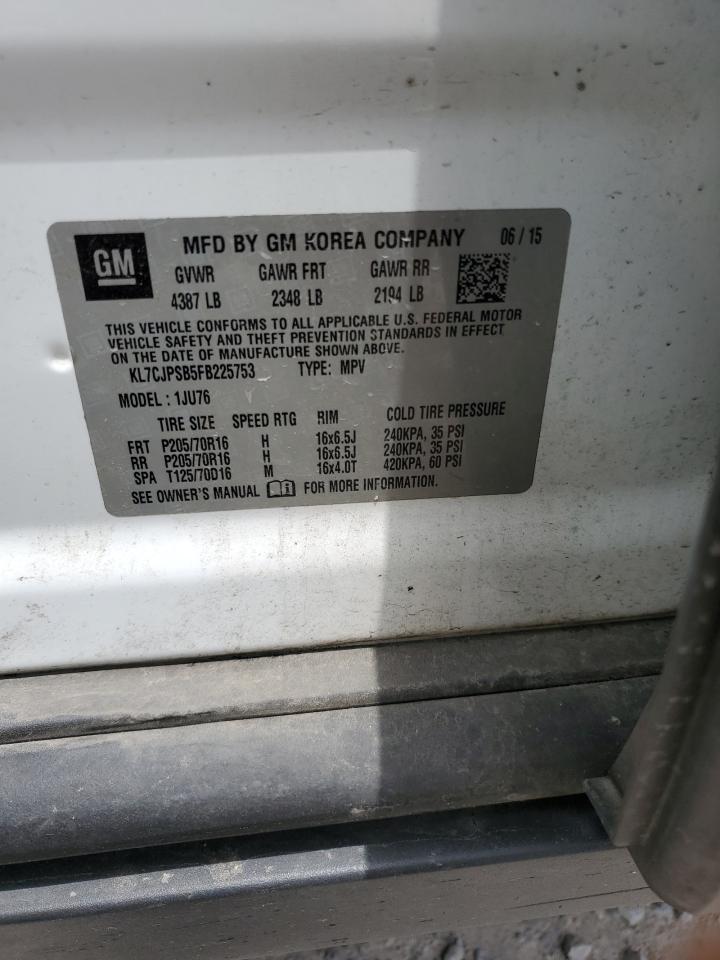 GM MFD BY GM KOREA COMPANY 06 / 15
GVWR GAWR FRT GAWR RR
4387 LB 2348 LB 2194 LB
THIS VEHICLE CONFORMS TO ALL APPLICABLE U.S. FEDERAL MOTOR
VEHICLE SAFETY AND THEFT PREVENTION STANDARDS IN EFFECT
ON THE DATE OF MANUFACTURE SHOWN ABOVE.
KL7CJPSB5FB225753 TYPE: MPV
MODEL : 1JU76
TIRE SIZE SPEED RTG RIM COLD TIRE PRESSURE
FRT P205/70R16 H 16x6.5J 240KPA, 35 PSI
RR P205/70R16 H 16x6.5J 240KPA, 35 PSI
SPA T125/70D16 M 16x4.0T 420KPA, 60 PSI
SEE OWNER'S MANUAL FOR MORE INFORMATION.